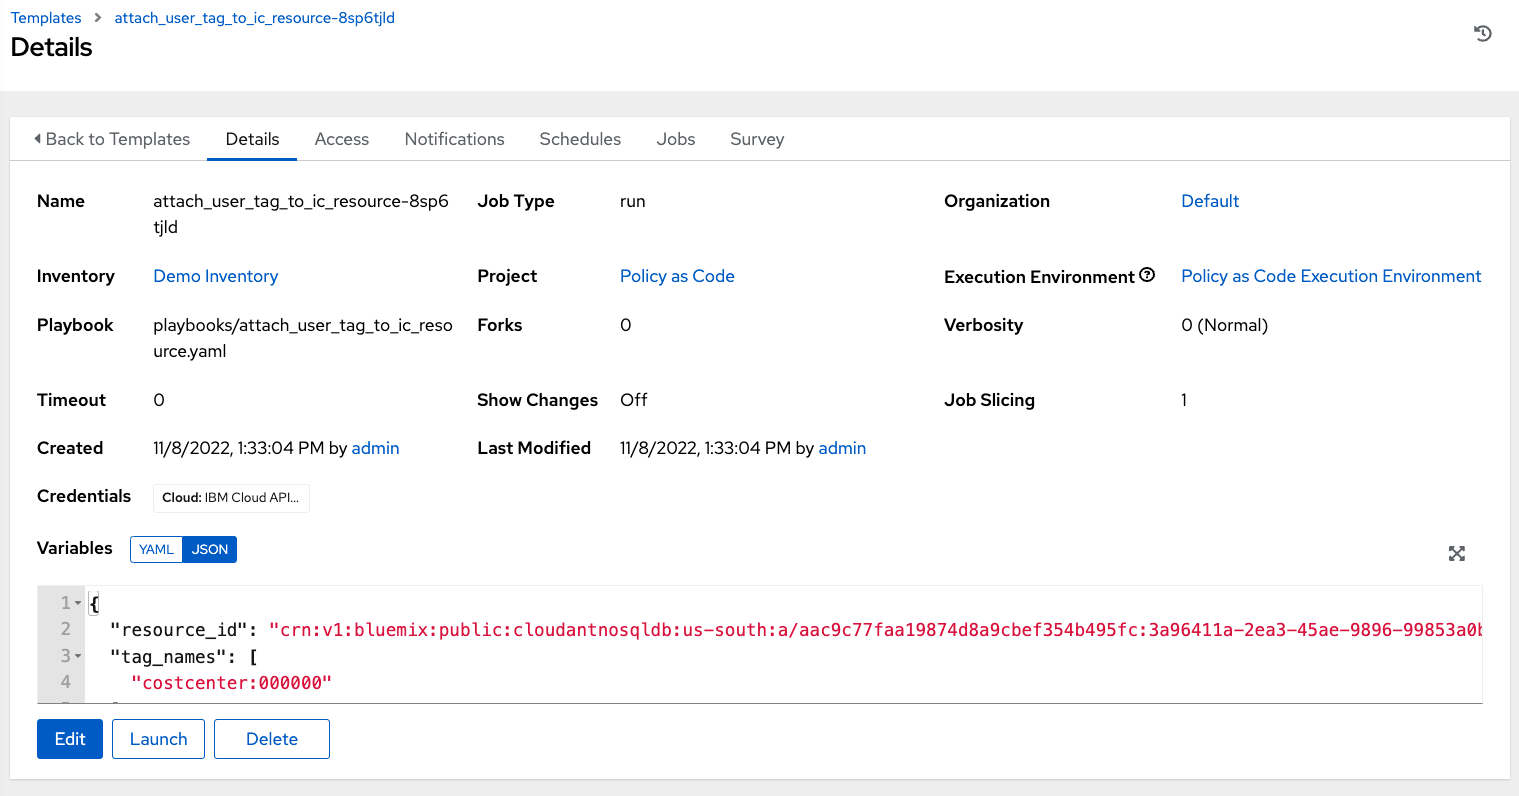 Templates > attach_user_tag_to_ic_resource-8sp6tjld
Details
Back to Templates Details Access Notifications Schedules Jobs Survey
Name attach_user_tag_to_ic_resource-8sp6 Job Type run Organization Default
tjld
Inventory Demo Inventory Project Policy as Code Execution Environment Policy as Code Execution Environment
Playbook playbooks/attach_user_tag_to_ic_reso Forks 0 Verbosity 0 (Normal)
urce.yaml
Timeout 0 Show Changes Off Job Slicing 1
Created 11/8/2022, 1:33:04 PM by admin Last Modified 11/8/2022, 1:33:04 PM by admin
Credentials Cloud: IBM Cloud API...
Variables YAML JSON
1 {
2 "resource_id": "crn:v1:bluemix:public:cloudantnosqldb:us-south:a/aac9c77faa19874d8a9cbef354b495fc:3a96411a-2ea3-45ae-9896-99853a0b
3 "tag_names": [
4 "costcenter:000000"
Edit Launch Delete